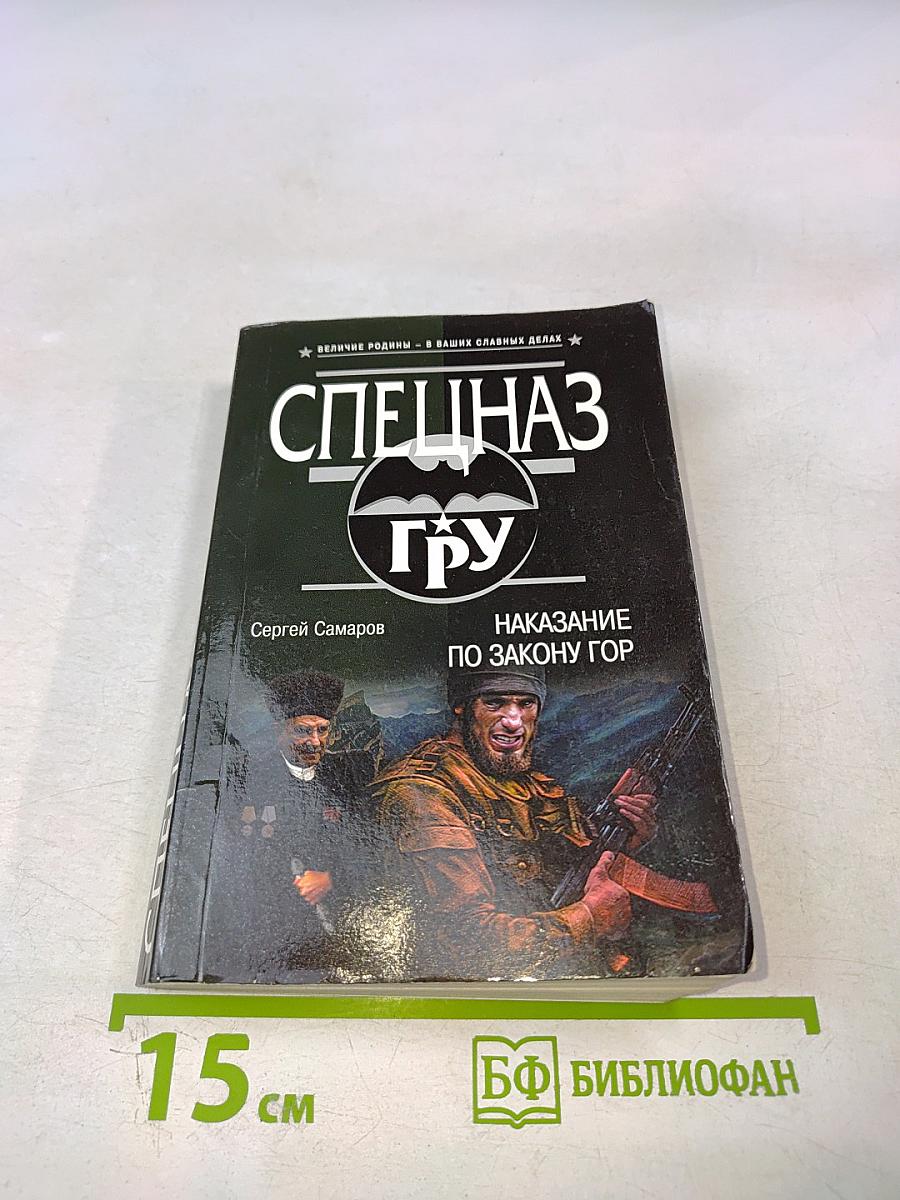 ★ ВЕЛИЧИЕ РОДИНЫ – В ВАШИХ СЛАВНЫХ ДЕЛАХ ★
СПЕЦНАЗ
ГРУ
Сергей Самаров
НАКАЗАНИЕ
ПО ЗАКОНУ ГОР
15 см
БФ БИБЛИОФАН